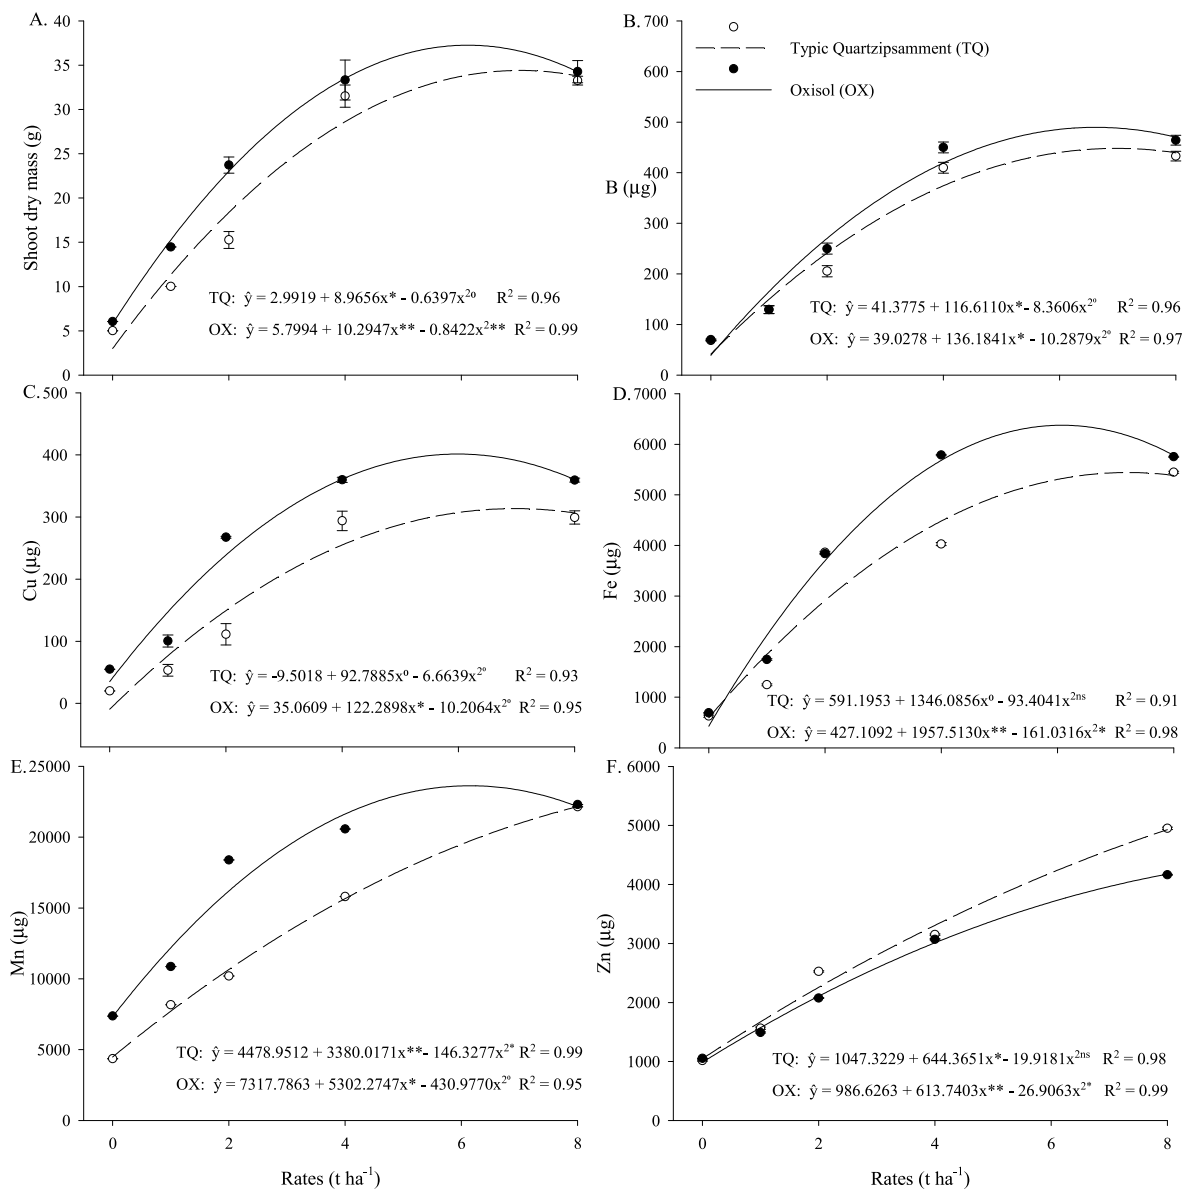 A.
40
35
30
25
20
15
10
5
0
Shoot dry mass (g)
TQ: ŷ = 2.9919 + 8.9656x* - 0.6397x²º R² = 0.96
OX: ŷ = 5.7994 + 10.2947x** - 0.8422x²** R² = 0.99
B.
700
600
500
400
300
200
100
0
B (µg)
Typic Quartzipsamment (TQ)
Oxisol (OX)
TQ: ŷ = 41.3775 + 116.6110x* - 8.3606x²º R² = 0.96
OX: ŷ = 39.0278 + 136.1841x* - 10.2879x²º R² = 0.97
C.
500
400
300
200
100
0
Cu (µg)
TQ: ŷ = -9.5018 + 92.7885xº - 6.6639x²º R² = 0.93
OX: ŷ = 35.0609 + 122.2898x* - 10.2064x²º R² = 0.95
D.
7000
6000
5000
4000
3000
2000
1000
0
Fe (µg)
TQ: ŷ = 591.1953 + 1346.0856xº - 93.4041x²ⁿˢ R² = 0.91
OX: ŷ = 427.1092 + 1957.5130x** - 161.0316x²* R² = 0.98
E.
25000
20000
15000
10000
5000
0
Mn (µg)
TQ: ŷ = 4478.9512 + 3380.0171x** - 146.3277x²* R² = 0.99
OX: ŷ = 7317.7863 + 5302.2747x* - 430.9770x²º R² = 0.95
0 2 4 6 8
Rates (t ha⁻¹)
F.
6000
5000
4000
3000
2000
1000
0
Zn (µg)
TQ: ŷ = 1047.3229 + 644.3651x* - 19.9181x²ⁿˢ R² = 0.98
OX: ŷ = 986.6263 + 613.7403x** - 26.9063x²* R² = 0.99
0 2 4 6 8
Rates (t ha⁻¹)